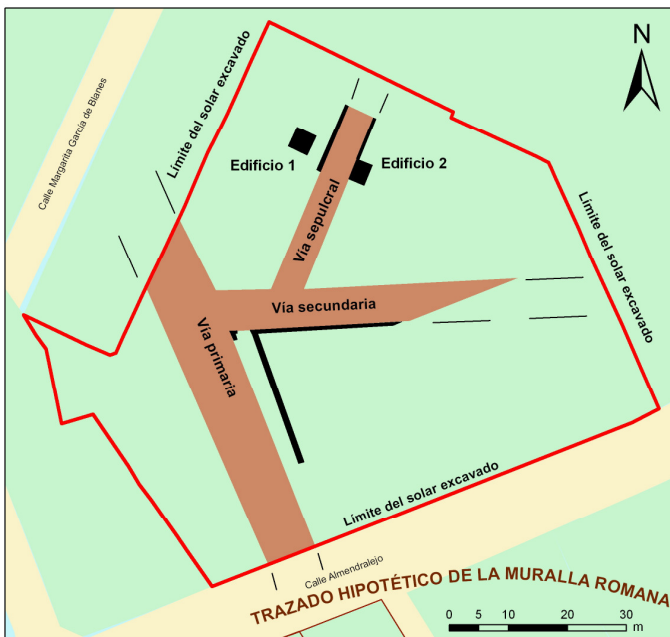 N
Calle Margarita García de Blanes
Límite del solar excavado
Edificio 1
Edificio 2
Vía sepulcral
Límite del solar excavado
Vía secundaria
Vía primaria
Límite del solar excavado
Calle Almendralejo
TRAZADO HIPOTÉTICO DE LA MURALLA ROMANA
0 5 10 20 30
m